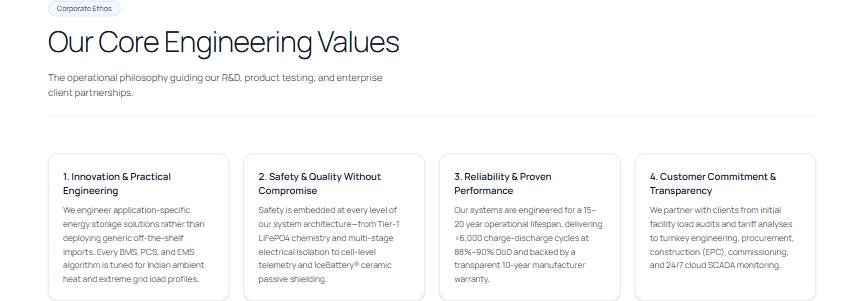 Corporate Ethos
Our Core Engineering Values
The operational philosophy guiding our R&D, product testing, and enterprise
client partnerships.
1. Innovation & Practical
Engineering
We engineer application-specific
energy storage solutions rather than
deploying generic off-the-shelf
imports. Every BMS, PCS, and EMS
algorithm is tuned for Indian ambient
heat and extreme grid load profiles.
2. Safety & Quality Without
Compromise
Safety is embedded at every level of
our system architecture—from Tier-1
LiFePO4 chemistry and multi-stage
electrical isolation to cell-level
telemetry and IceBattery® ceramic
passive shielding.
3. Reliability & Proven
Performance
Our systems are engineered for a 15–
20 year operational lifespan, delivering
>6,000 charge-discharge cycles at
88%–90% DoD and backed by a
transparent 10-year manufacturer
warranty.
4. Customer Commitment &
Transparency
We partner with clients from initial
facility load audits and tariff analyses
to turnkey engineering, procurement,
construction (EPC), commissioning,
and 24/7 cloud SCADA monitoring.